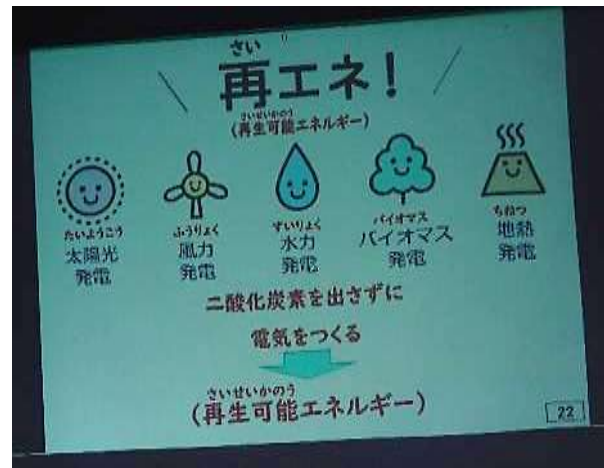 さい
再エネ！
さいせいかのう
(再生可能エネルギー)
たいようこう
太陽光
発電
ふうりょく
風力
発電
すいりょく
水力
発電
バイオマス
バイオマス
発電
ちねつ
地熱
発電
二酸化炭素を出さずに
電気をつくる
さいせいかのう
(再生可能エネルギー)
22